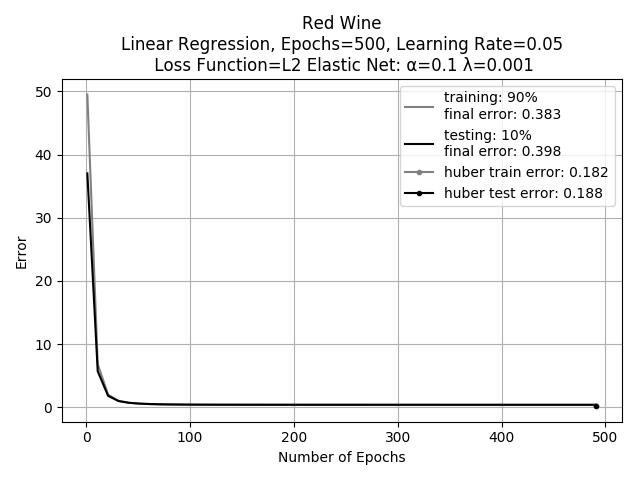 Red Wine
Linear Regression, Epochs=500, Learning Rate=0.05
Loss Function=L2 Elastic Net: α=0.1 λ=0.001
training: 90%
final error: 0.383
testing: 10%
final error: 0.398
huber train error: 0.182
huber test error: 0.188
Error
50
40
30
20
10
0
0 100 200 300 400 500
Number of Epochs